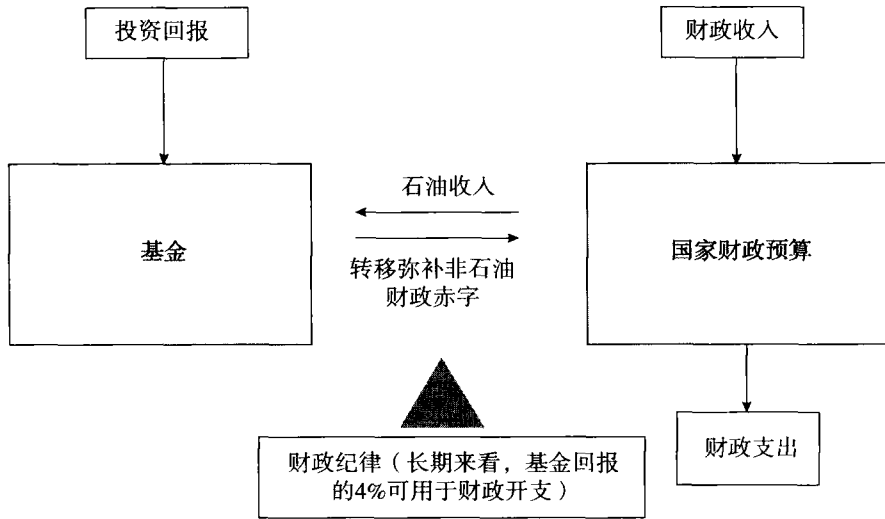 投资回报
财政收入
石油收入
基金
国家财政预算
转移弥补非石油
财政赤字
财政支出
财政纪律（长期来看，基金回报
的4%可用于财政开支）